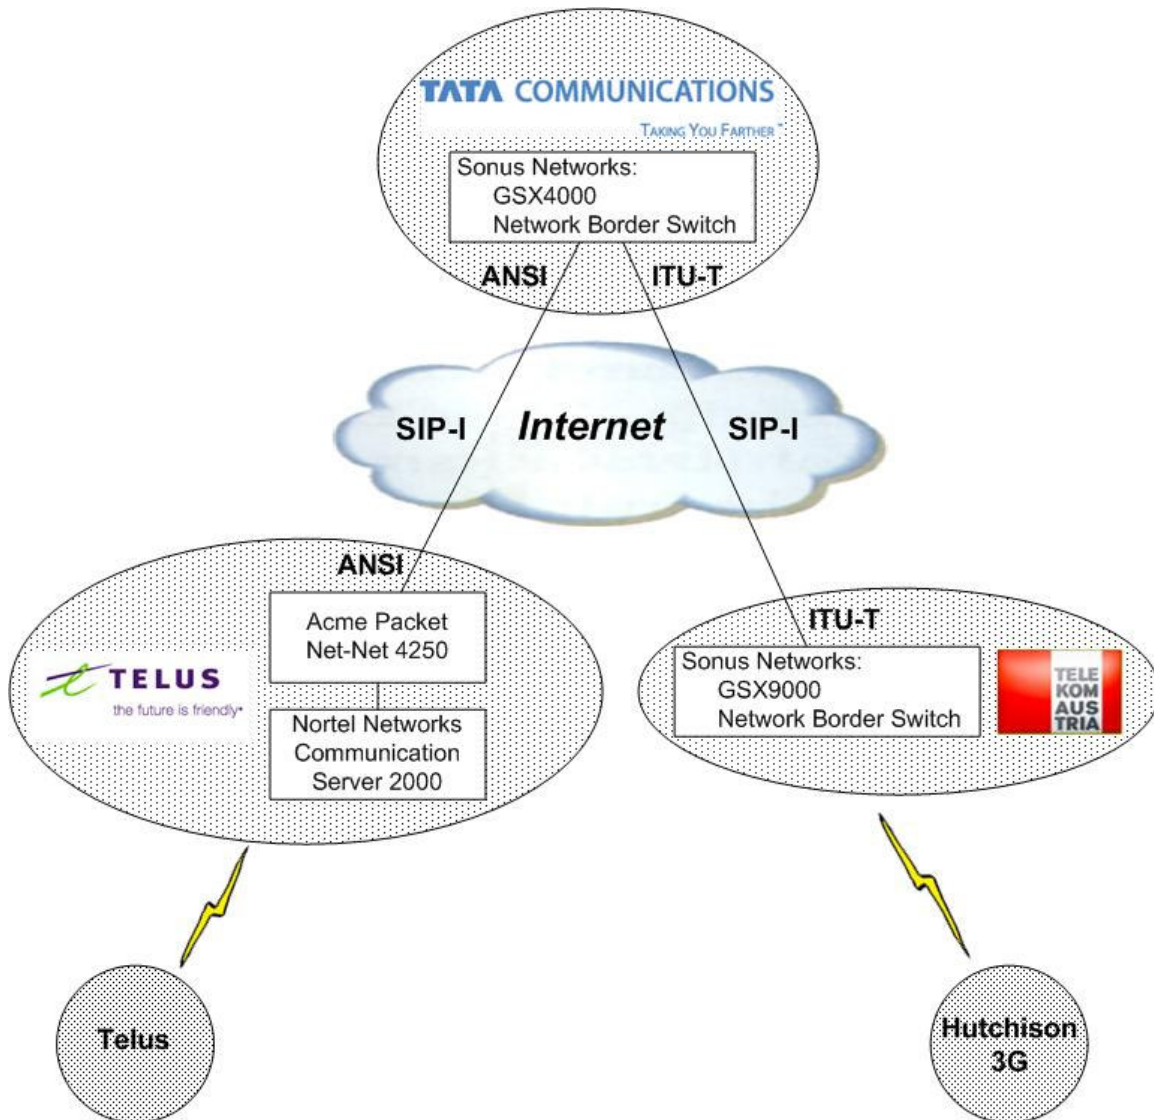 TATA COMMUNICATIONS
TAKING YOU FARTHER™
Sonus Networks:
GSX4000
Network Border Switch
ANSI
ITU-T
SIP-I
Internet
SIP-I
ANSI
Acme Packet
Net-Net 4250
TELUS
the future is friendly•
Nortel Networks
Communication
Server 2000
ITU-T
Sonus Networks:
GSX9000
Network Border Switch
TELE
KOM
AUS
TRIA
Telus
Hutchison
3G